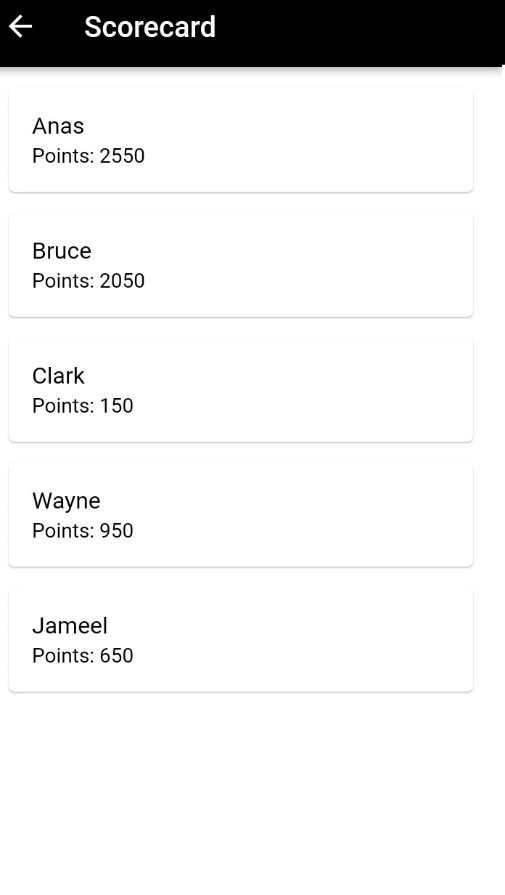 Scorecard
Anas
Points: 2550
Bruce
Points: 2050
Clark
Points: 150
Wayne
Points: 950
Jameel
Points: 650